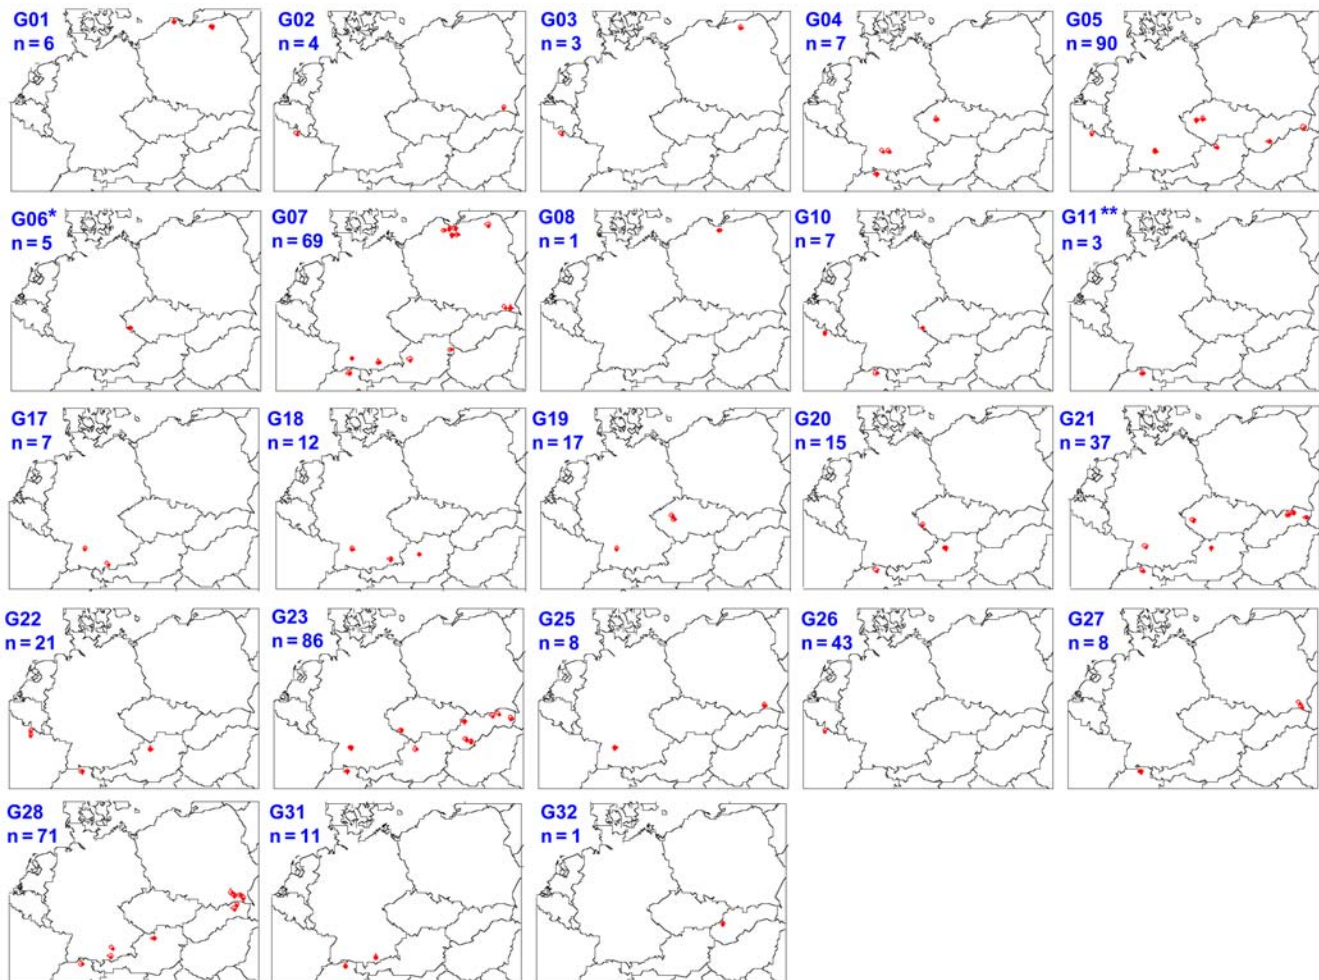 G01
n = 6
G02
n = 4
G03
n = 3
G04
n = 7
G05
n = 90
G06*
n = 5
G07
n = 69
G08
n = 1
G10
n = 7
G11**
n = 3
G17
n = 7
G18
n = 12
G19
n = 17
G20
n = 15
G21
n = 37
G22
n = 21
G23
n = 86
G25
n = 8
G26
n = 43
G27
n = 8
G28
n = 71
G31
n = 11
G32
n = 1